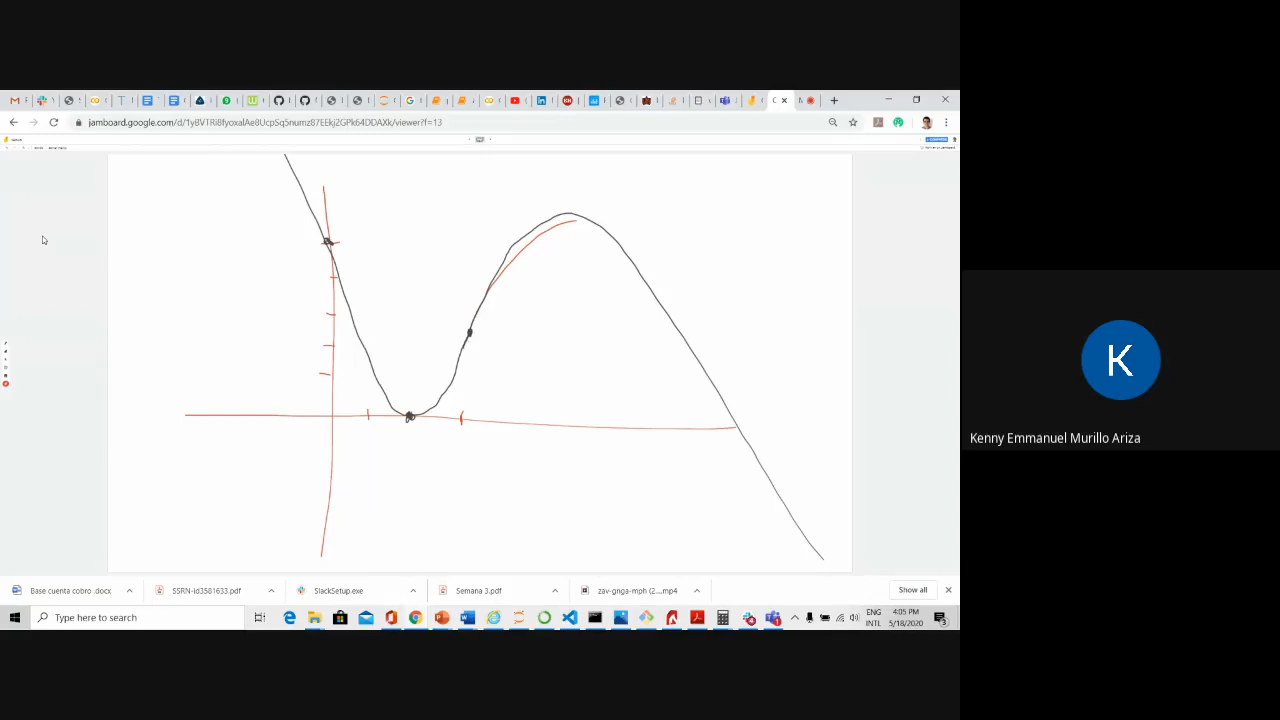 jamboard.google.com/d/1y8VTRi8fyoxalAe8UcpSq5numz87EEkj2GPk64DDAXk/viewer?f=13
K
Kenny Emmanuel Murillo Ariza
Base cuenta cobro .docx
SSRN-id3581633.pdf
SlackSetup.exe
Semana 3.pdf
zav-gnga-mph (2....mp4
Show all
Type here to search
ENG
INTL
4:05 PM
5/18/2020